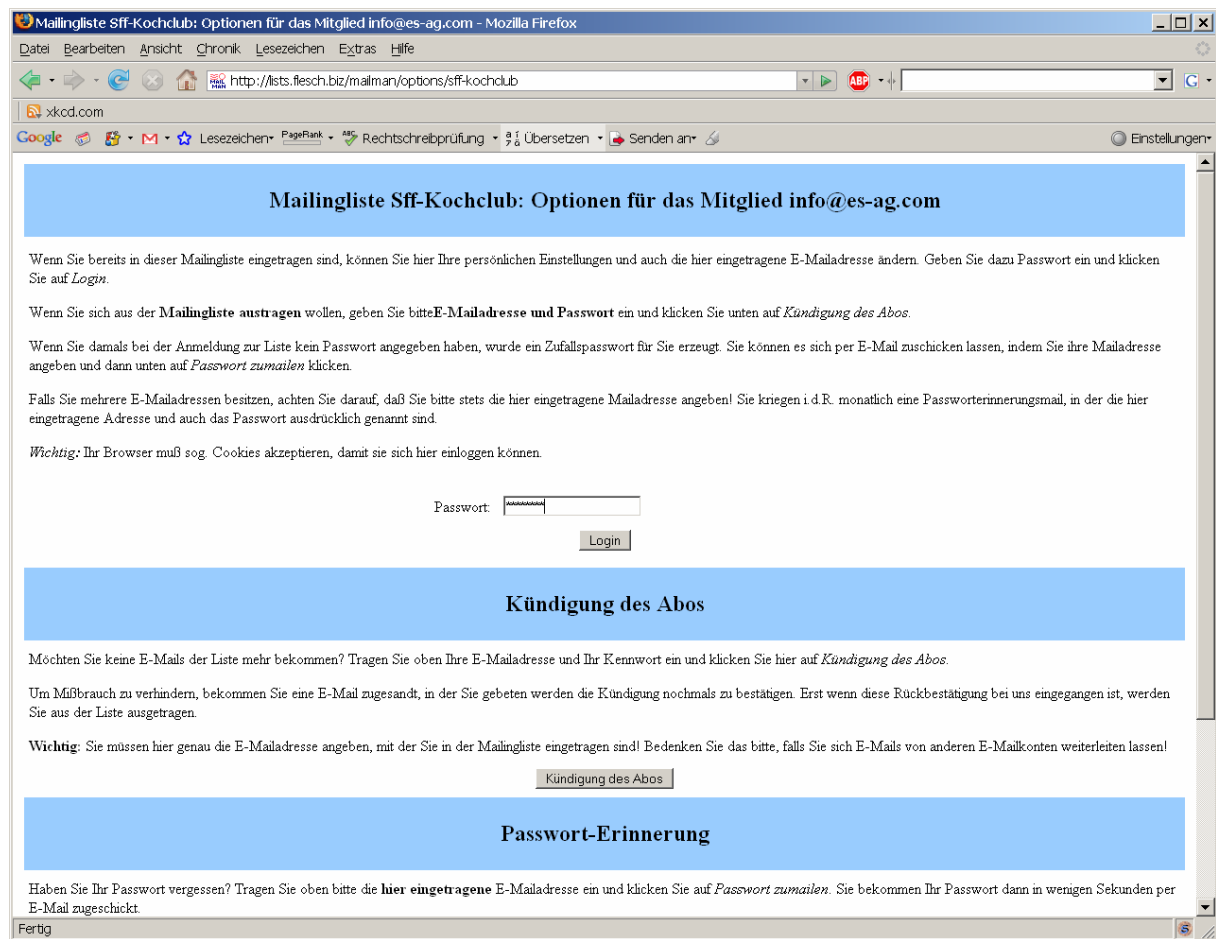 Mailingliste Sff-Kochclub: Optionen für das Mitglied info@es-ag.com - Mozilla Firefox
Datei Bearbeiten Ansicht Chronik Lesezeichen Extras Hilfe
http://lists.flesch.biz/mailman/options/sff-kochclub
ABP
G
xkcd.com
Google Lesezeichen PageRank Rechtschreibprüfung Übersetzen Senden an Einstellungen
Mailingliste Sff-Kochclub: Optionen für das Mitglied info@es-ag.com
Wenn Sie bereits in dieser Mailingliste eingetragen sind, können Sie hier Ihre persönlichen Einstellungen und auch die hier eingetragene E-Mailadresse ändern. Geben Sie dazu Passwort ein und klicken
Sie auf Login.
Wenn Sie sich aus der Mailingliste austragen wollen, geben Sie bitteE-Mailadresse und Passwort ein und klicken Sie unten auf Kündigung des Abos.
Wenn Sie damals bei der Anmeldung zur Liste kein Passwort angegeben haben, wurde ein Zufallspasswort für Sie erzeugt. Sie können es sich per E-Mail zuschicken lassen, indem Sie ihre Mailadresse
angeben und dann unten auf Passwort zumailen klicken.
Falls Sie mehrere E-Mailadressen besitzen, achten Sie darauf, daß Sie bitte stets die hier eingetragene Mailadresse angeben! Sie kriegen i.d.R. monatlich eine Passworterinnerungsmail, in der die hier
eingetragene Adresse und auch das Passwort ausdrücklich genannt sind.
Wichtig: Ihr Browser muß sog. Cookies akzeptieren, damit sie sich hier einloggen können.
Passwort: ********
Login
Kündigung des Abos
Möchten Sie keine E-Mails der Liste mehr bekommen? Tragen Sie oben Ihre E-Mailadresse und Ihr Kennwort ein und klicken Sie hier auf Kündigung des Abos.
Um Mißbrauch zu verhindern, bekommen Sie eine E-Mail zugesandt, in der Sie gebeten werden die Kündigung nochmals zu bestätigen. Erst wenn diese Rückbestätigung bei uns eingegangen ist, werden
Sie aus der Liste ausgetragen.
Wichtig: Sie müssen hier genau die E-Mailadresse angeben, mit der Sie in der Mailingliste eingetragen sind! Bedenken Sie das bitte, falls Sie sich E-Mails von anderen E-Mailkonten weiterleiten lassen!
Kündigung des Abos
Passwort-Erinnerung
Haben Sie Ihr Passwort vergessen? Tragen Sie oben bitte die hier eingetragene E-Mailadresse ein und klicken Sie auf Passwort zumailen. Sie bekommen Ihr Passwort dann in wenigen Sekunden per
E-Mail zugeschickt.
Fertig